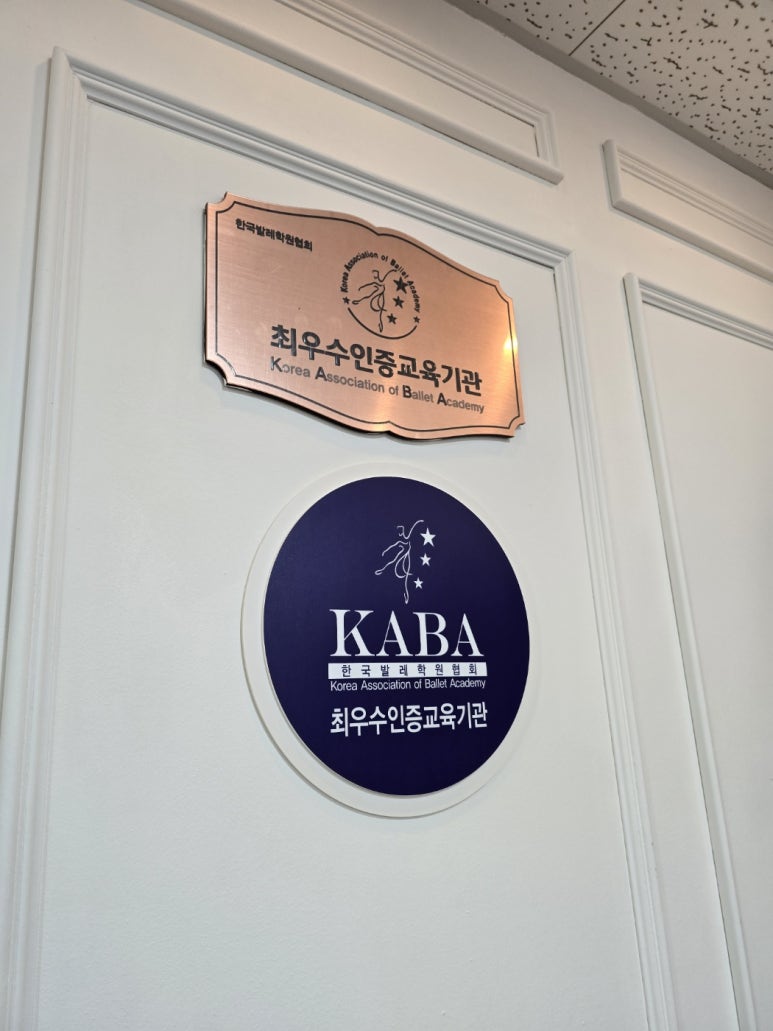 한국발레학원협회
Korea Association of Ballet Academy
최우수인증교육기관
Korea Association of Ballet Academy
KABA
한국발레학원협회
Korea Association of Ballet Academy
최우수인증교육기관